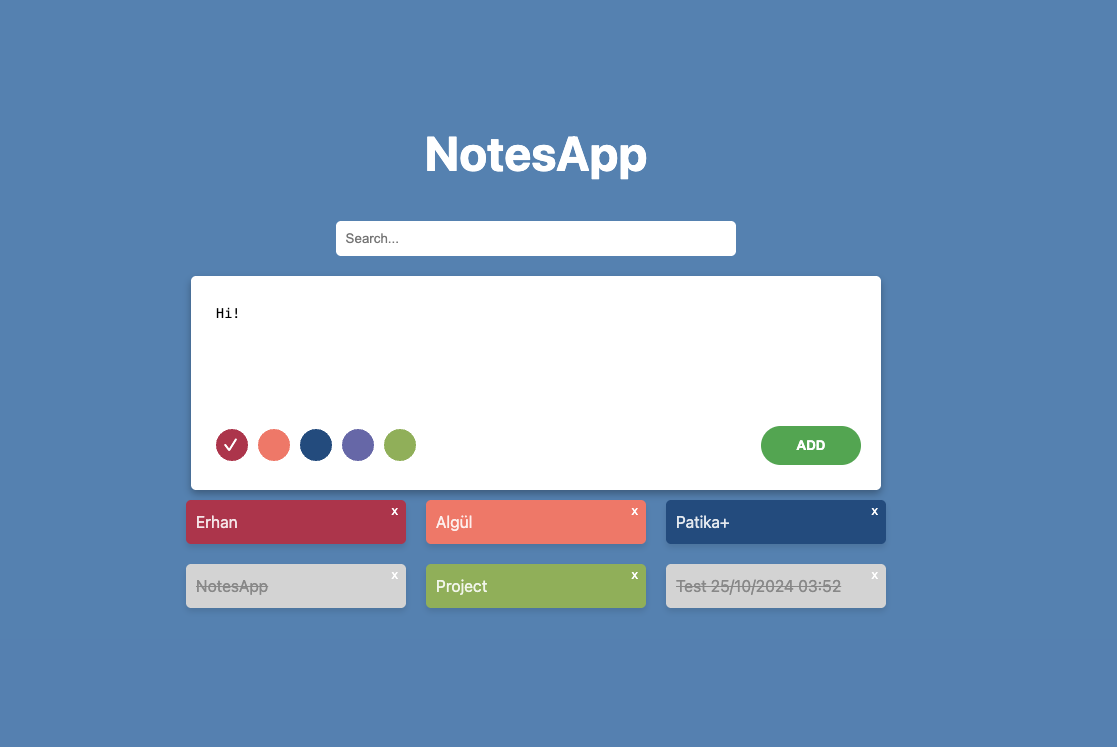 NotesApp
Search...
Hi!
ADD
Erhan x
Algül x
Patika+ x
NotesApp x
Project x
Test 25/10/2024 03:52 x